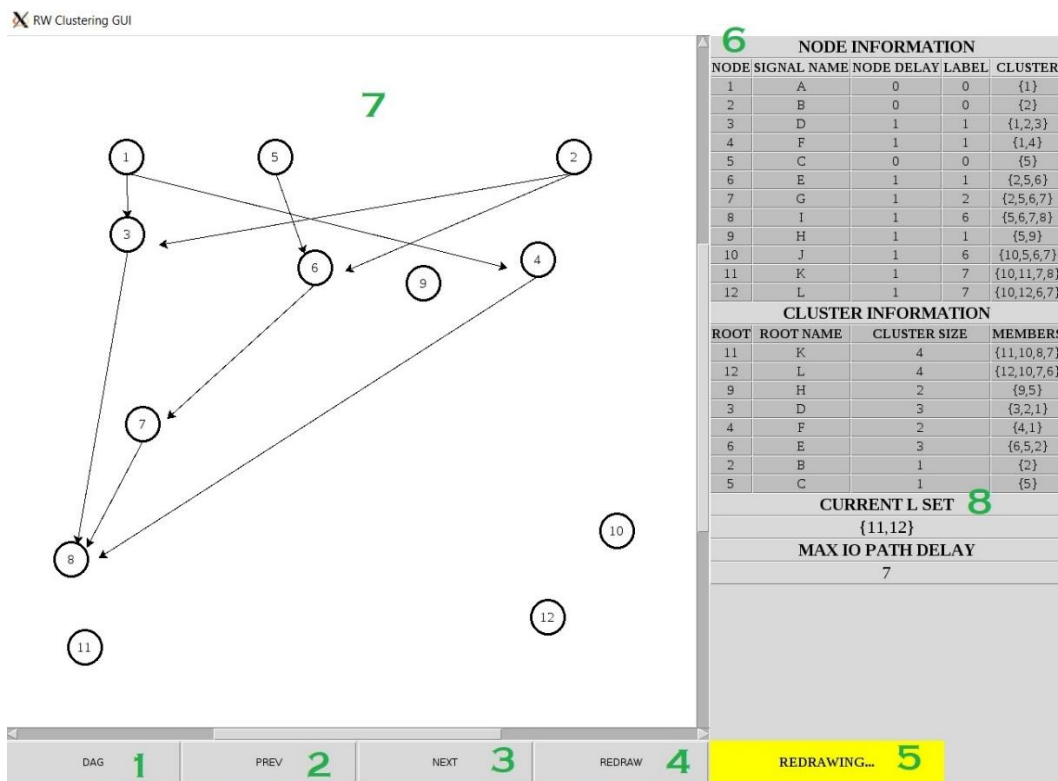 RW Clustering GUI
6
NODE INFORMATION
NODE SIGNAL NAME NODE DELAY LABEL CLUSTER
1 A 0 0 {1}
2 B 0 0 {2}
3 D 1 1 {1,2,3}
4 F 1 1 {1,4}
5 C 0 0 {5}
6 E 1 1 {2,5,6}
7 G 1 2 {2,5,6,7}
8 I 1 6 {5,6,7,8}
9 H 1 1 {5,9}
10 J 1 6 {10,5,6,7}
11 K 1 7 {10,11,7,8}
12 L 1 7 {10,12,6,7}
CLUSTER INFORMATION
ROOT ROOT NAME CLUSTER SIZE MEMBERS
11 K 4 {11,10,8,7}
12 L 4 {12,10,7,6}
9 H 2 {9,5}
3 D 3 {3,2,1}
4 F 2 {4,1}
6 E 3 {6,5,2}
2 B 1 {2}
5 C 1 {5}
CURRENT L SET 8
{11,12}
MAX IO PATH DELAY
7
7
1 5 2
3
6 9 4
7
8 10
12
11
DAG 1 PREV 2 NEXT 3 REDRAW 4 REDRAWING... 5